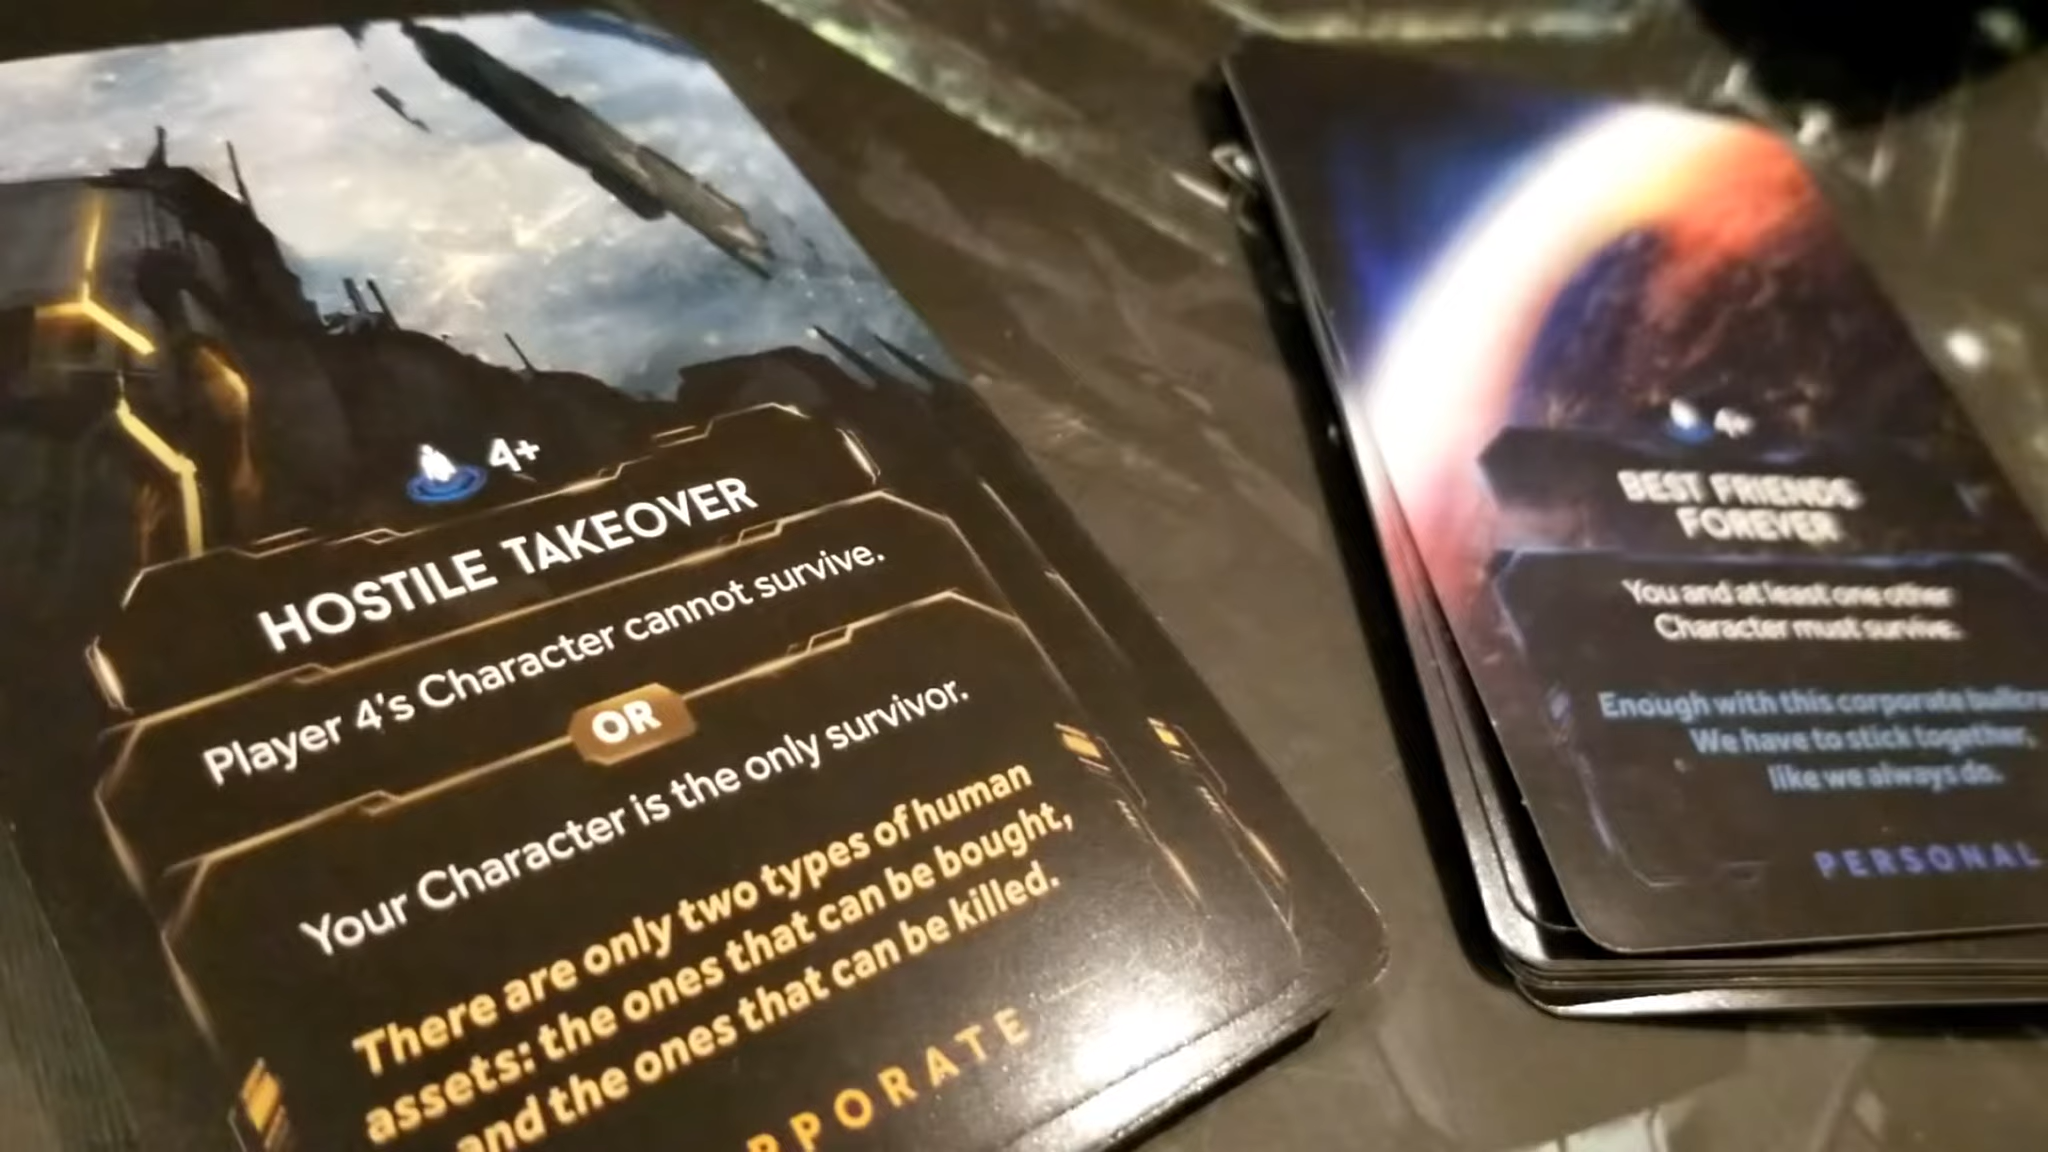 4+
HOSTILE TAKEOVER
Player 4's Character cannot survive.
OR
Your Character is the only survivor.
There are only two types of human
assets: the ones that can be bought,
and the ones that can be killed.
RPORATE
4+
BEST FRIENDS
FOREVER
You and at least one other
Character must survive.
Enough with this corporate bullcra
We have to stick together,
like we always do.
PERSONAL